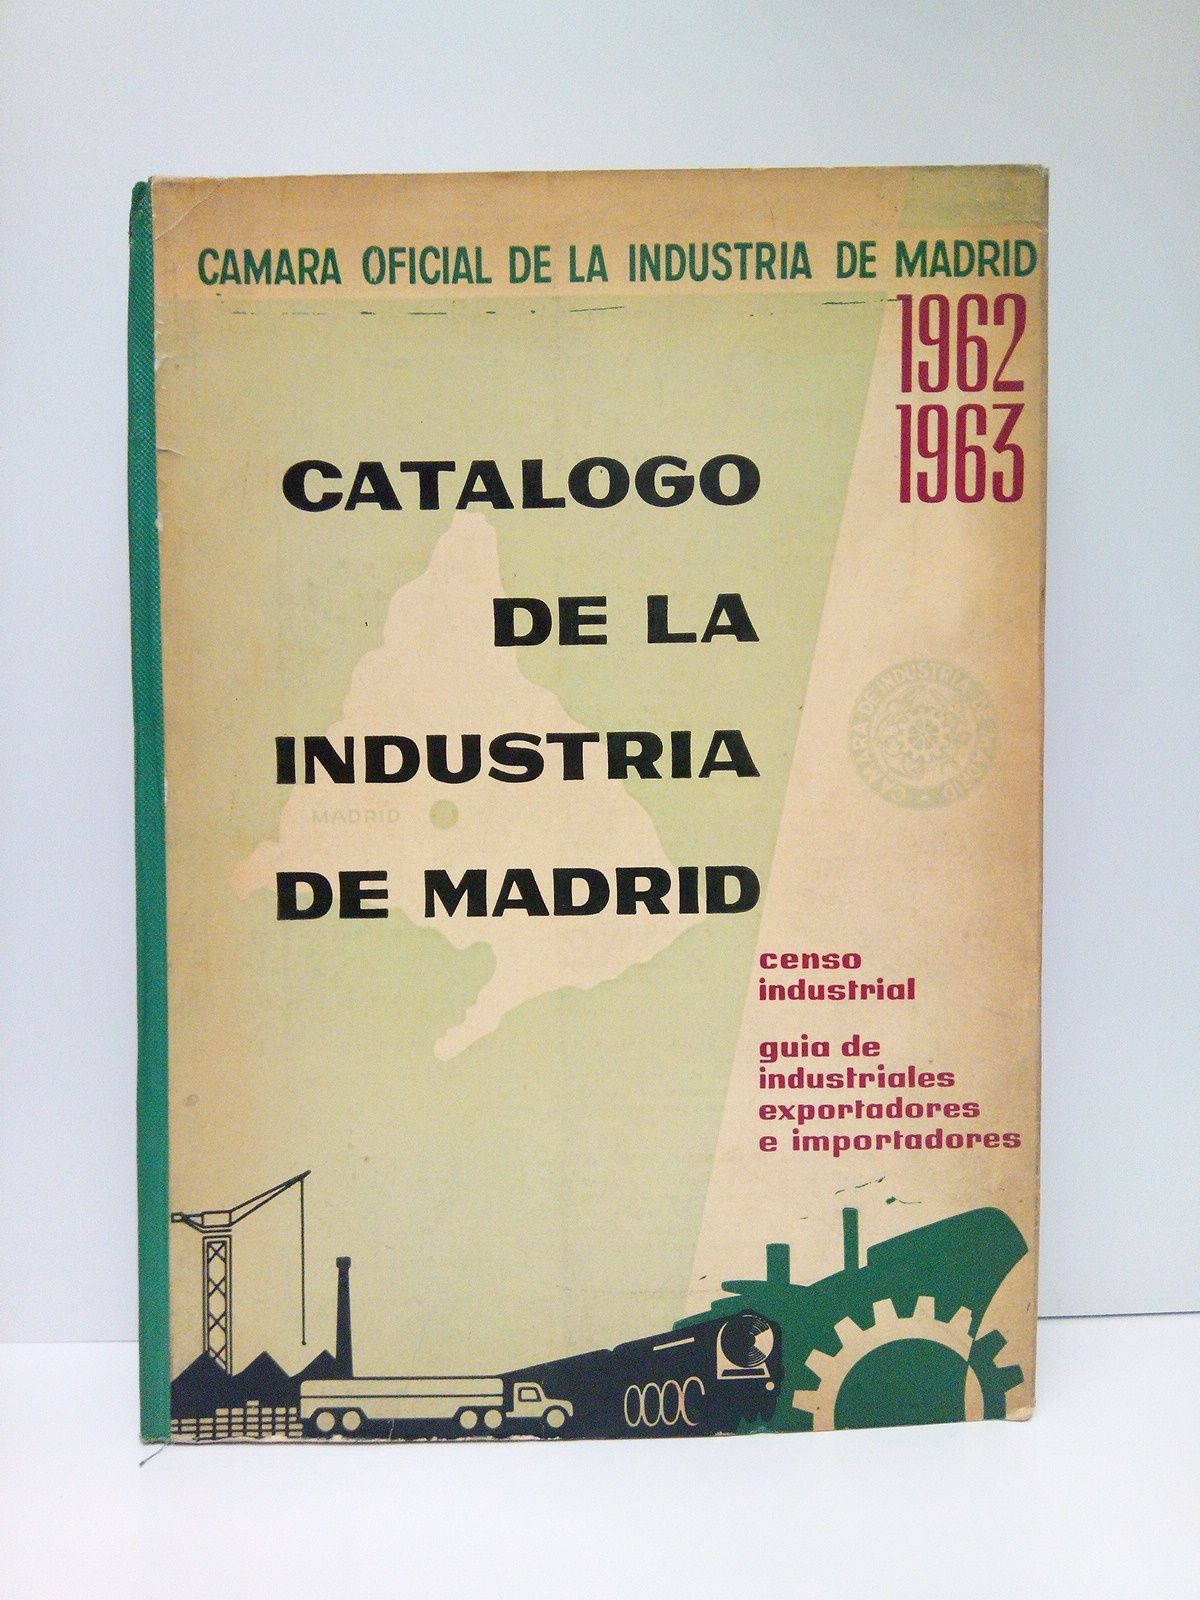 CAMARA OFICIAL DE LA INDUSTRIA DE MADRID
1962
1963
CATALOGO
DE LA
INDUSTRIA
MADRID
DE MADRID
CAMARA DE INDUSTRIA DE MADRID
censo
industrial
guia de
industriales
exportadores
e importadores